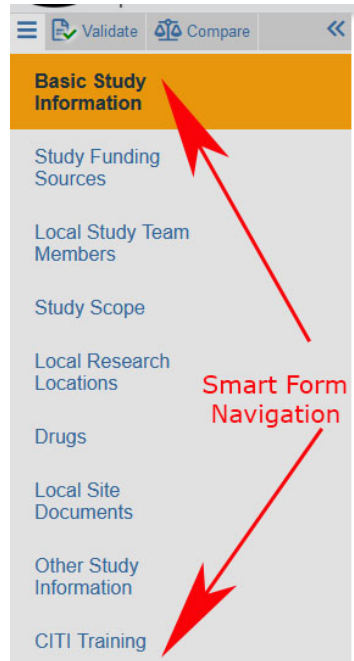 Validate Compare
Basic Study
Information
Study Funding
Sources
Local Study Team
Members
Study Scope
Local Research
Locations
Smart Form
Navigation
Drugs
Local Site
Documents
Other Study
Information
CITI Training